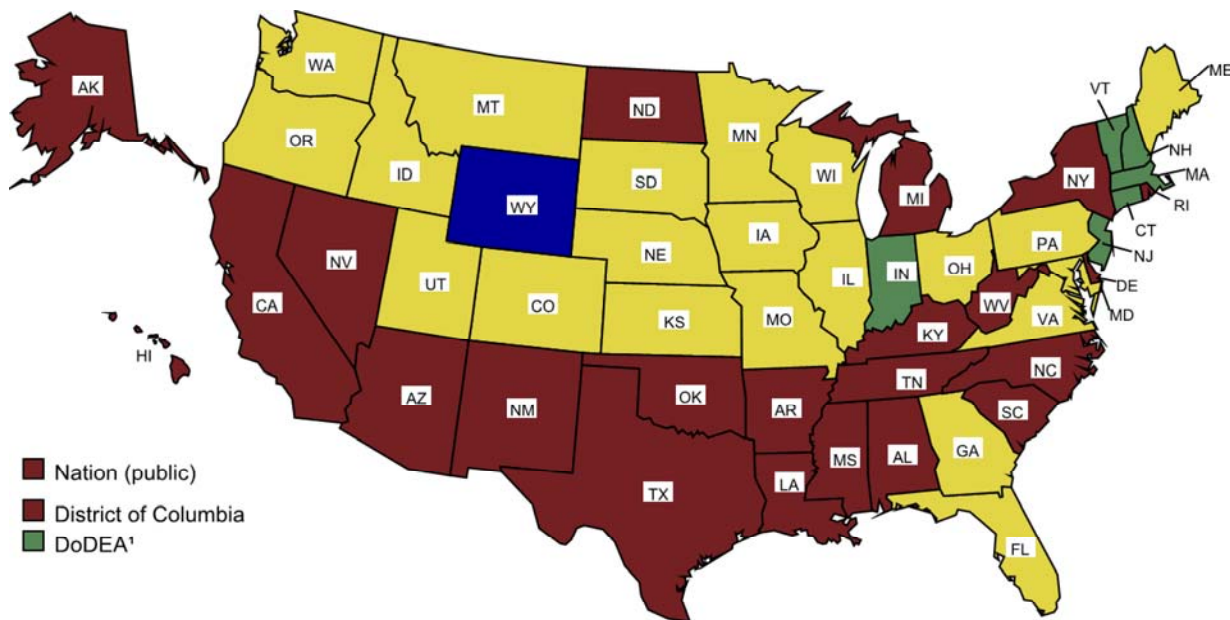 AK
WA
MT
ND
MN
VT
ME
OR
ID
SD
WI
MI
NY
NH
MA
RI
CT
WY
IA
NE
PA
NJ
NV
UT
CO
IL
IN
OH
DE
MD
CA
KS
MO
WV
VA
KY
HI
AZ
NM
OK
AR
TN
NC
SC
MS
AL
GA
LA
TX
FL
Nation (public)
District of Columbia
DoDEA¹